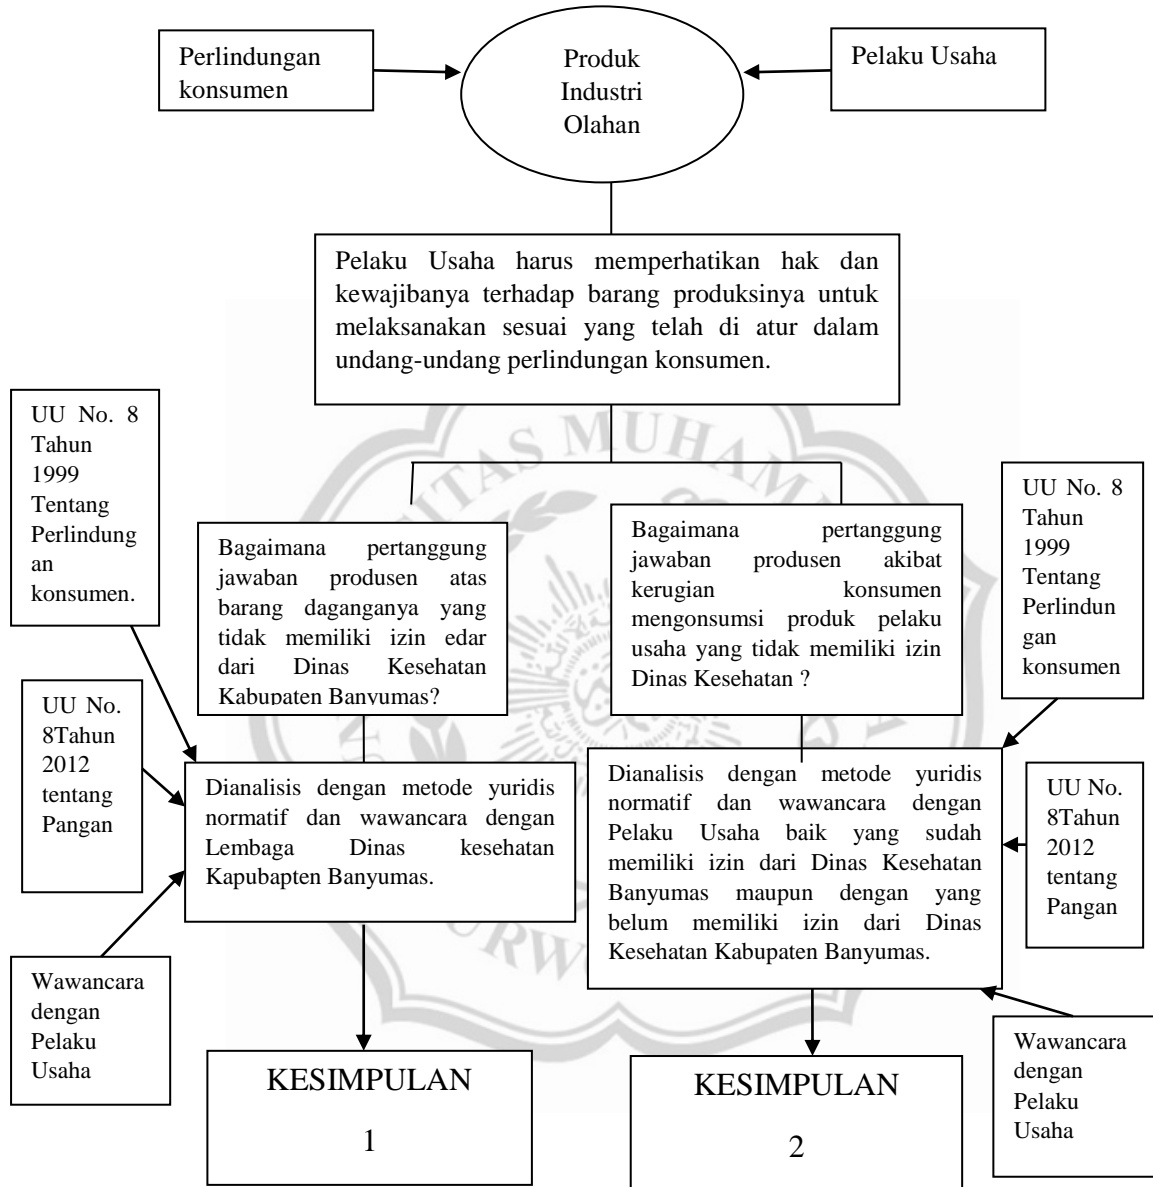 Perlindungan
konsumen
Produk
Industri
Olahan
Pelaku Usaha
Pelaku Usaha harus memperhatikan hak dan
kewajibanya terhadap barang produksinya untuk
melaksanakan sesuai yang telah di atur dalam
undang-undang perlindungan konsumen.
UU No. 8
Tahun
1999
Tentang
Perlindung
an
konsumen.
Bagaimana pertanggung
jawaban produsen atas
barang daganganya yang
tidak memiliki izin edar
dari Dinas Kesehatan
Kabupaten Banyumas?
Bagaimana pertanggung
jawaban produsen akibat
kerugian konsumen
mengonsumsi produk pelaku
usaha yang tidak memiliki izin
Dinas Kesehatan ?
UU No. 8
Tahun
1999
Tentang
Perlindun
gan
konsumen
UU No.
8Tahun
2012
tentang
Pangan
Dianalisis dengan metode yuridis
normatif dan wawancara dengan
Lembaga Dinas kesehatan
Kapubapten Banyumas.
Dianalisis dengan metode yuridis
normatif dan wawancara dengan
Pelaku Usaha baik yang sudah
memiliki izin dari Dinas Kesehatan
Banyumas maupun dengan yang
belum memiliki izin dari Dinas
Kesehatan Kabupaten Banyumas.
UU No.
8Tahun
2012
tentang
Pangan
Wawancara
dengan
Pelaku
Usaha
KESIMPULAN
1
KESIMPULAN
2
Wawancara
dengan
Pelaku
Usaha